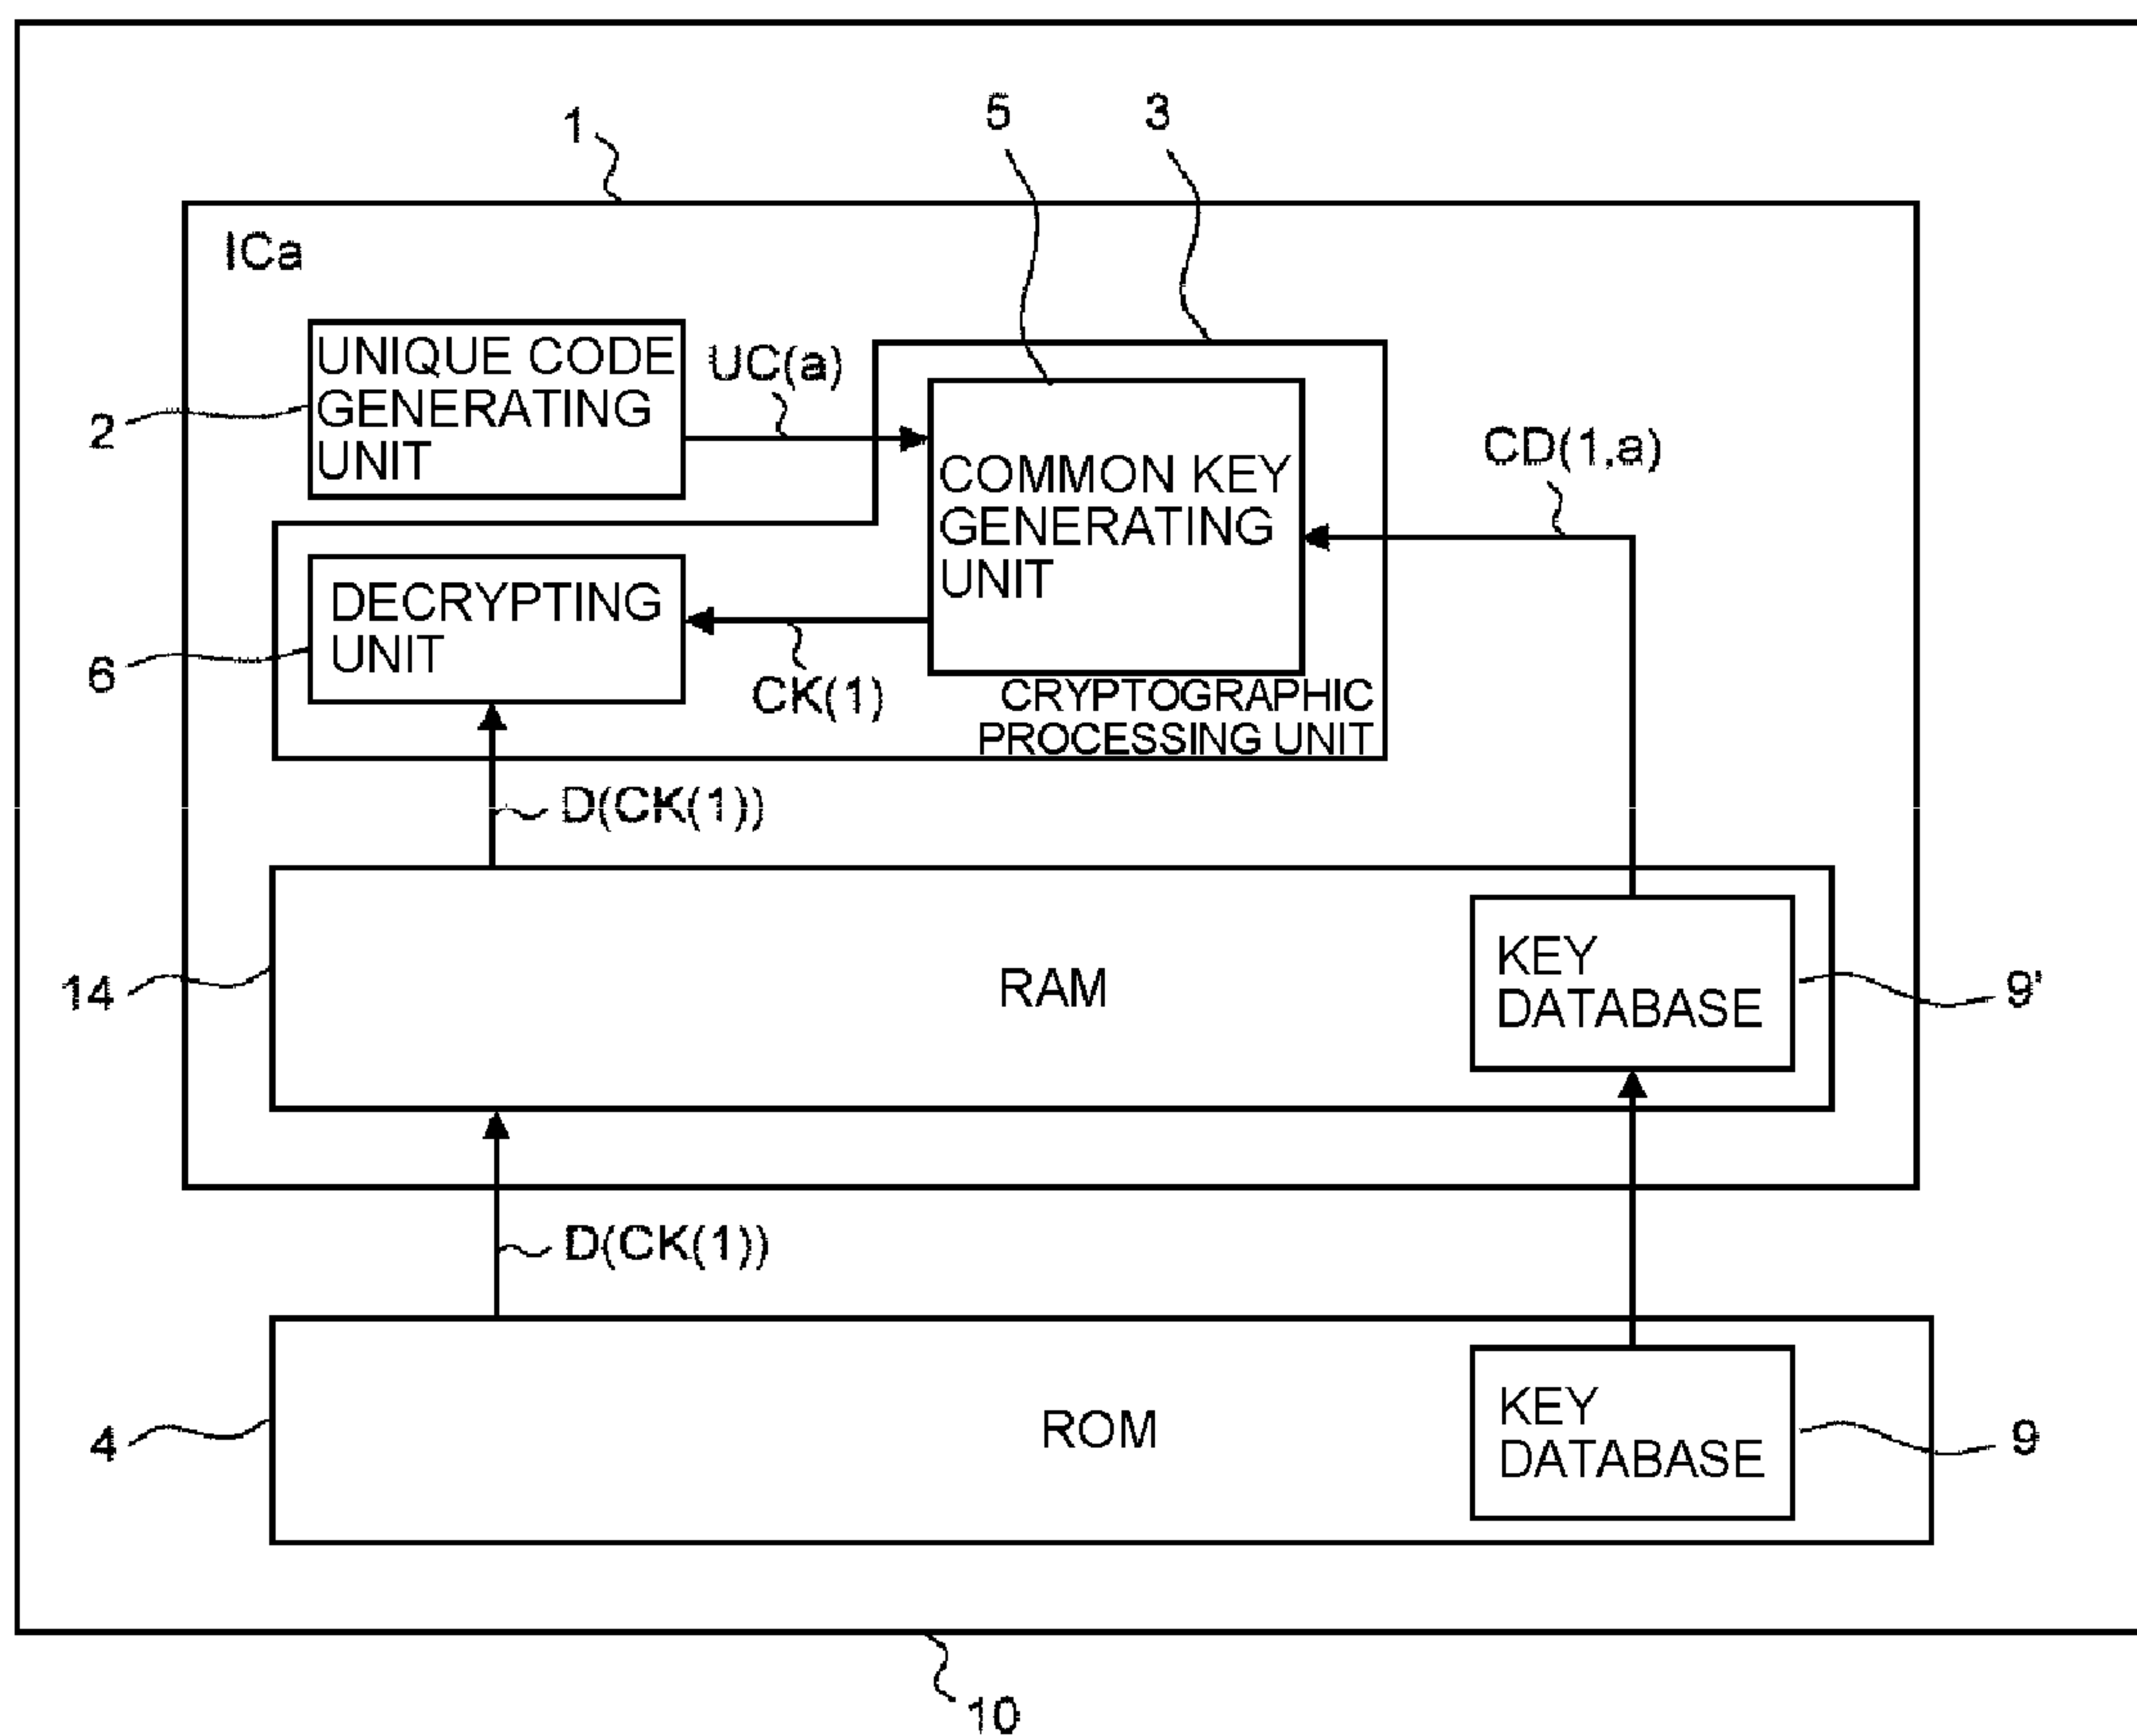 5
3
1
ICa
UNIQUE CODE
GENERATING
UNIT
UC(a)
2
COMMON KEY
GENERATING
UNIT
CD(1,a)
DECRYPTING
UNIT
6
CK(1)
CRYPTOGRAPHIC
PROCESSING UNIT
D(CK(1))
14
RAM
KEY
DATABASE
9'
D(CK(1))
4
ROM
KEY
DATABASE
9
10